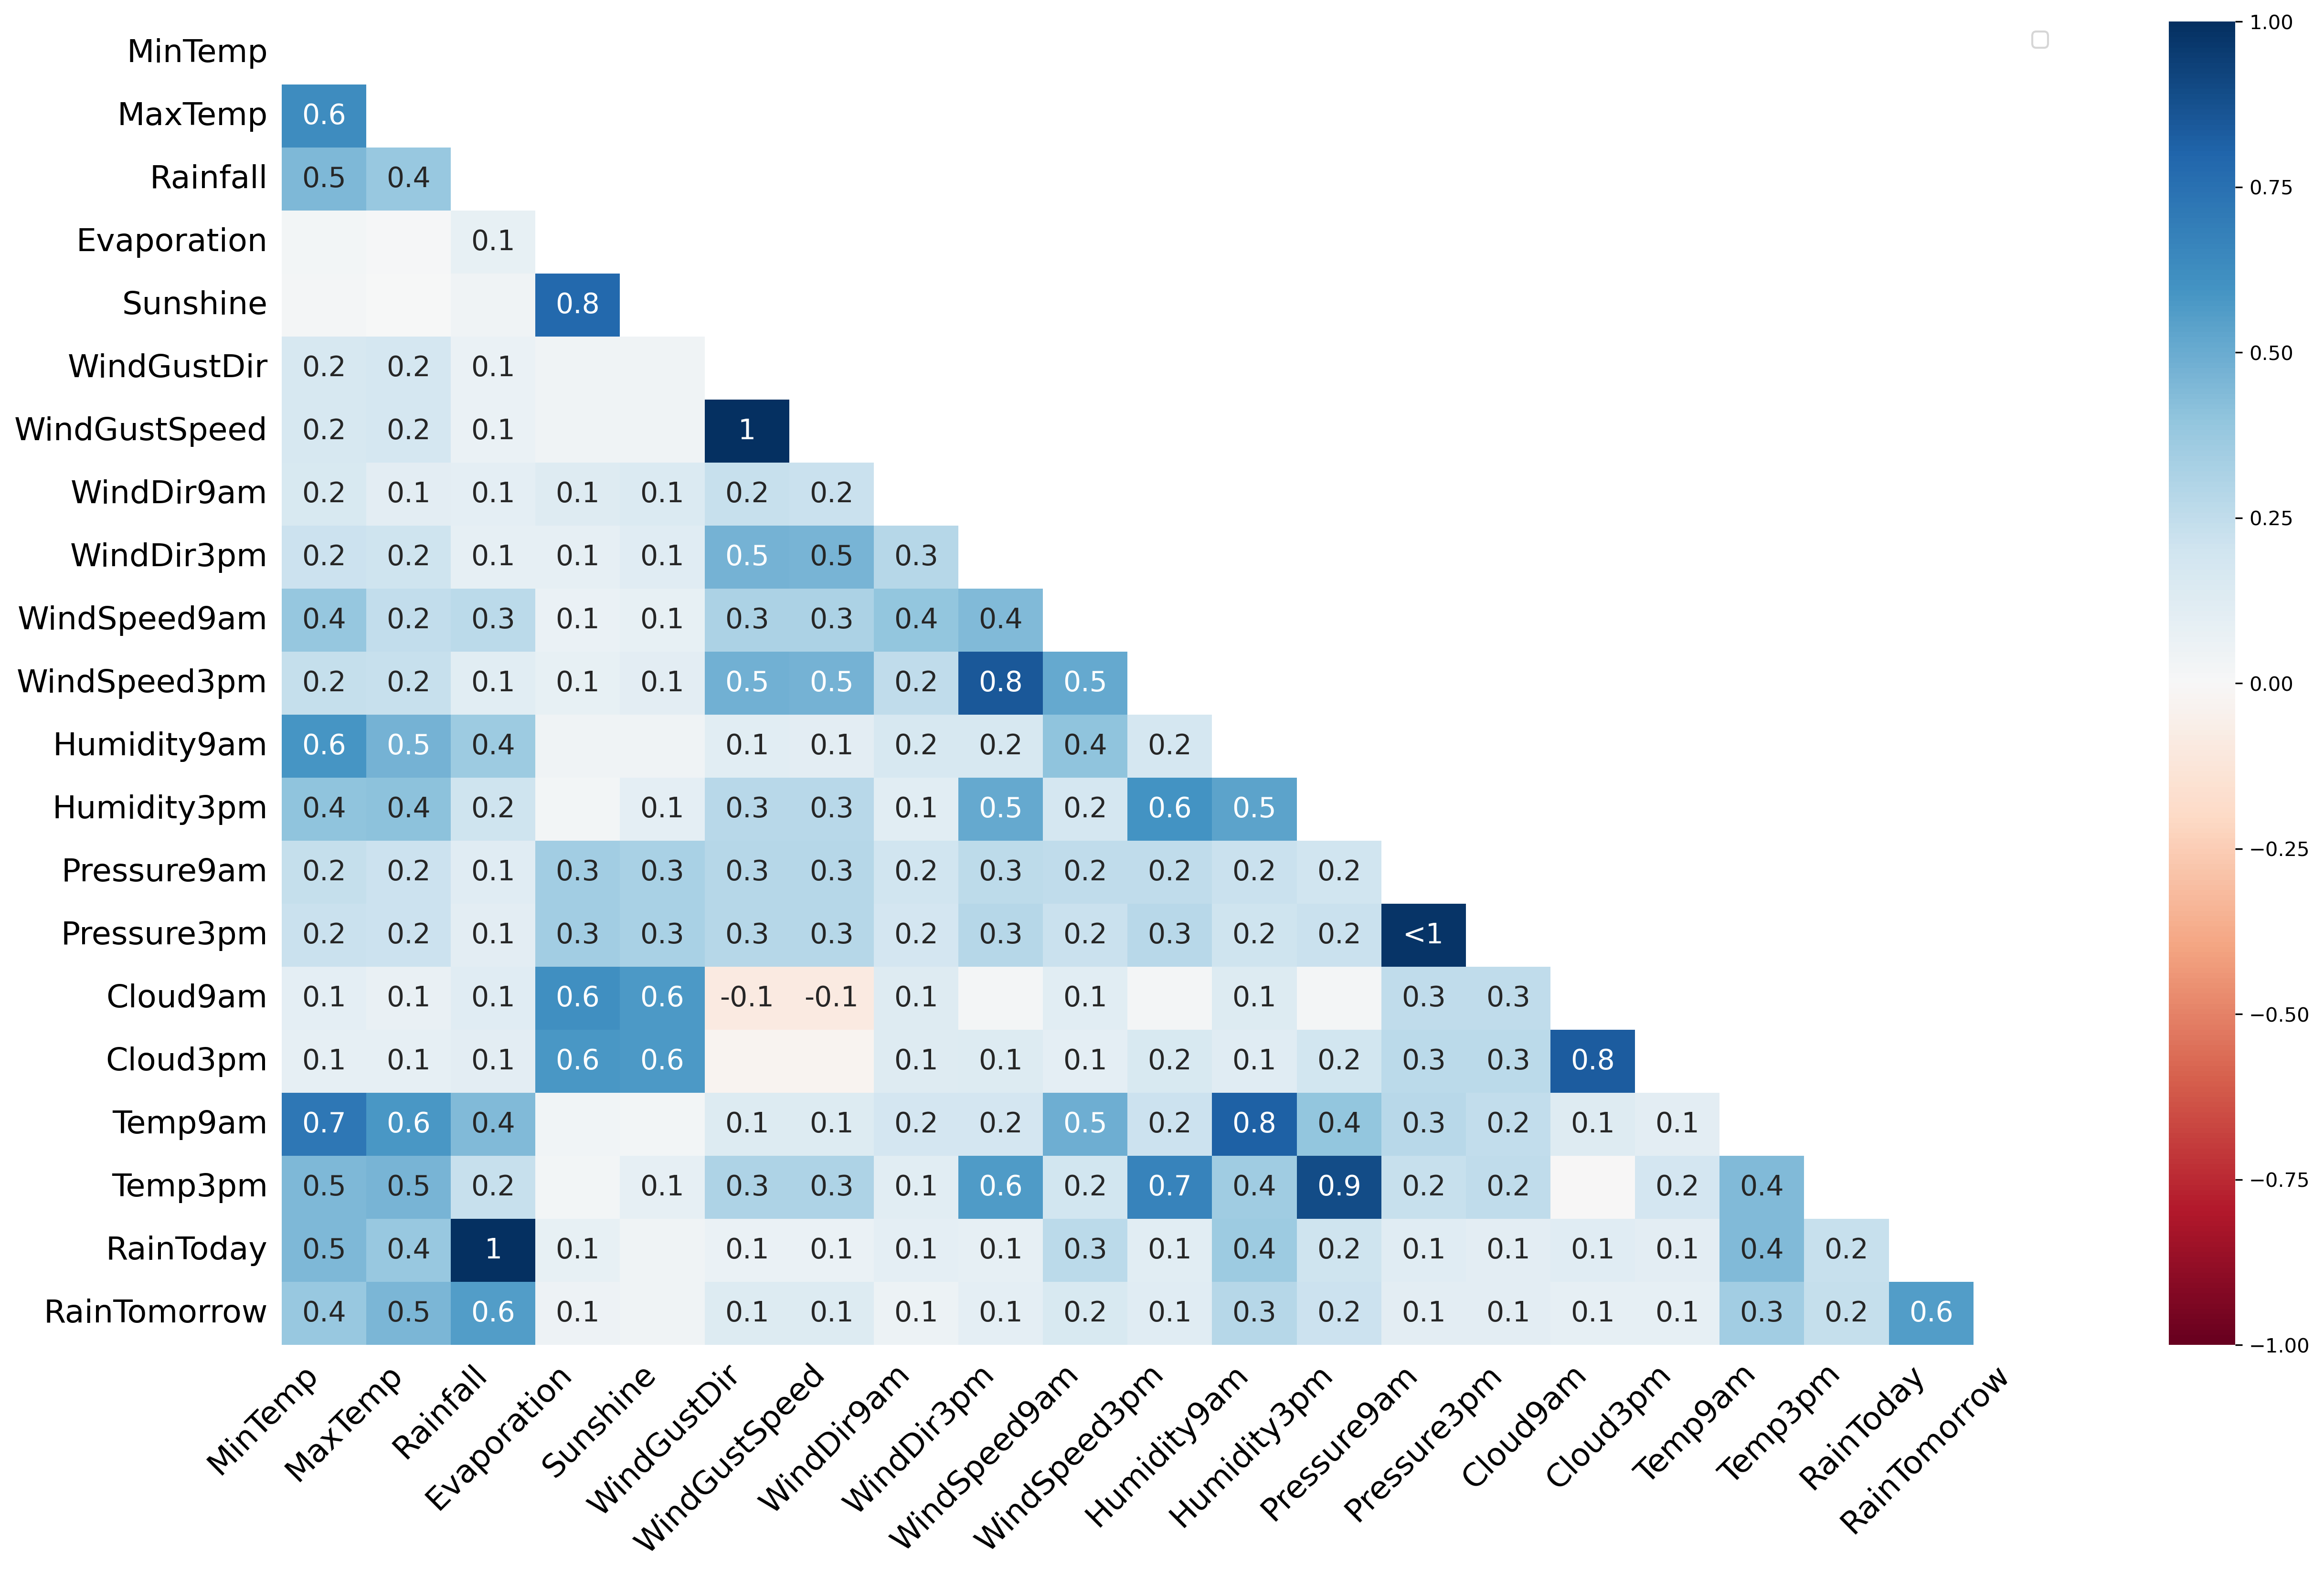 MinTemp
MaxTemp 0.6
Rainfall 0.5 0.4
Evaporation 0.1
Sunshine 0.8
WindGustDir 0.2 0.2 0.1
WindGustSpeed 0.2 0.2 0.1 1
WindDir9am 0.2 0.1 0.1 0.1 0.1 0.2 0.2
WindDir3pm 0.2 0.2 0.1 0.1 0.1 0.5 0.5 0.3
WindSpeed9am 0.4 0.2 0.3 0.1 0.1 0.3 0.3 0.4 0.4
WindSpeed3pm 0.2 0.2 0.1 0.1 0.1 0.5 0.5 0.2 0.8 0.5
Humidity9am 0.6 0.5 0.4 0.1 0.1 0.2 0.2 0.4 0.2
Humidity3pm 0.4 0.4 0.2 0.1 0.3 0.3 0.1 0.5 0.2 0.6 0.5
Pressure9am 0.2 0.2 0.1 0.3 0.3 0.3 0.3 0.2 0.3 0.2 0.2 0.2 0.2
Pressure3pm 0.2 0.2 0.1 0.3 0.3 0.3 0.3 0.2 0.3 0.2 0.3 0.2 0.2 <1
Cloud9am 0.1 0.1 0.1 0.6 0.6 -0.1 -0.1 0.1 0.1 0.1 0.3 0.3
Cloud3pm 0.1 0.1 0.1 0.6 0.6 0.1 0.1 0.1 0.2 0.1 0.2 0.3 0.3 0.8
Temp9am 0.7 0.6 0.4 0.1 0.1 0.2 0.2 0.5 0.2 0.8 0.4 0.3 0.2 0.1 0.1
Temp3pm 0.5 0.5 0.2 0.1 0.3 0.3 0.1 0.6 0.2 0.7 0.4 0.9 0.2 0.2 0.2 0.4
RainToday 0.5 0.4 1 0.1 0.1 0.1 0.1 0.1 0.3 0.1 0.4 0.2 0.1 0.1 0.1 0.1 0.4 0.2
RainTomorrow 0.4 0.5 0.6 0.1 0.1 0.1 0.1 0.1 0.2 0.1 0.3 0.2 0.1 0.1 0.1 0.1 0.3 0.2 0.6
MinTemp
MaxTemp
Rainfall
Evaporation
Sunshine
WindGustDir
WindGustSpeed
WindDir9am
WindDir3pm
WindSpeed9am
WindSpeed3pm
Humidity9am
Humidity3pm
Pressure9am
Pressure3pm
Cloud9am
Cloud3pm
Temp9am
Temp3pm
RainToday
RainTomorrow
1.00
0.75
0.50
0.25
0.00
−0.25
−0.50
−0.75
−1.00